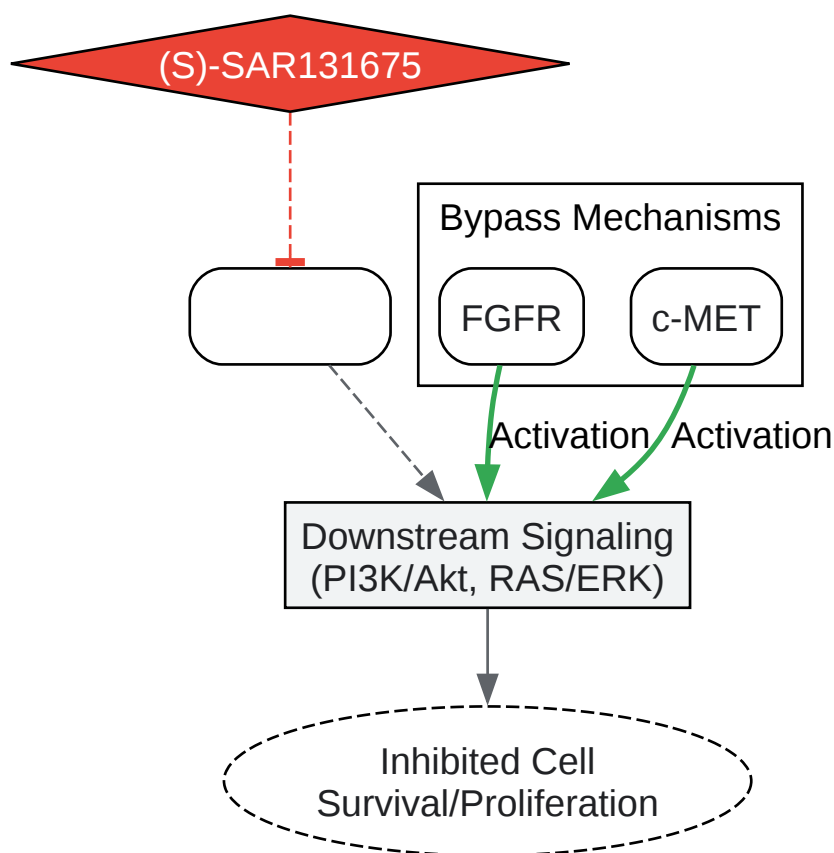 (S)-SAR131675
Bypass Mechanisms
FGFR
c-MET
Activation
Activation
Downstream Signaling
(PI3K/Akt, RAS/ERK)
Inhibited Cell
Survival/Proliferation